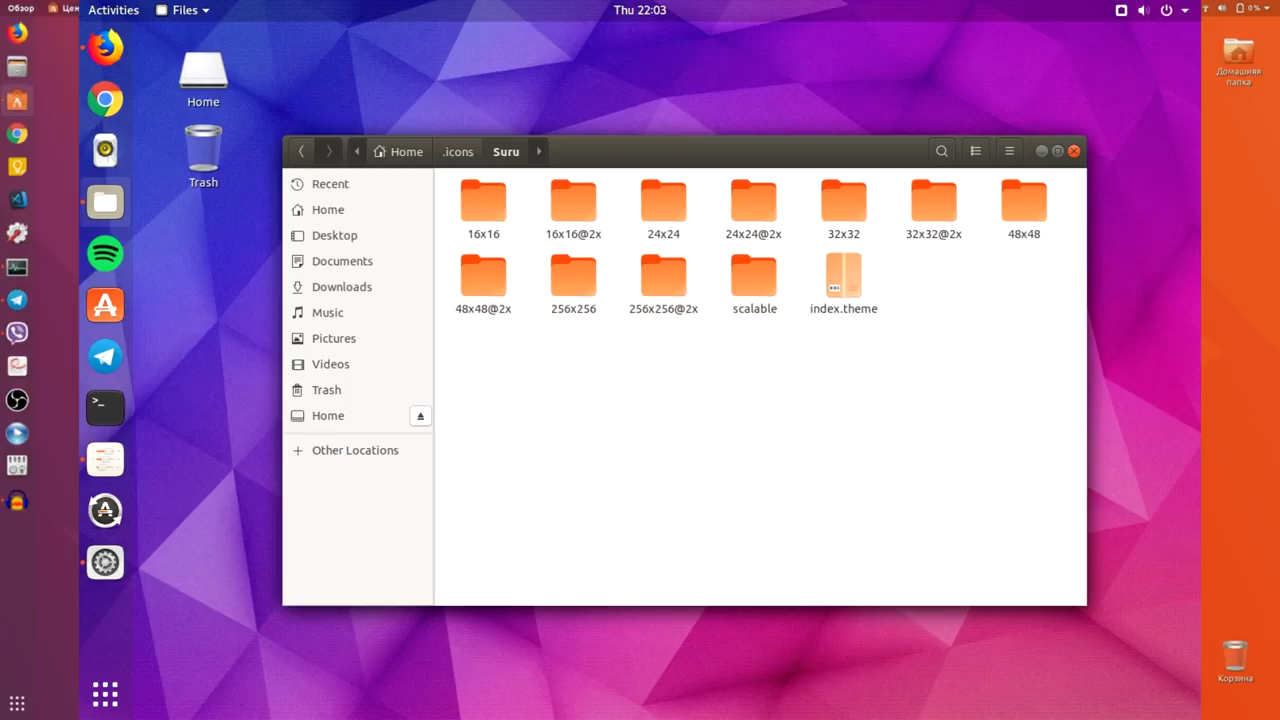 Обзор
Activities
Files
Thu 22:03
0%
Home
Trash
Home
.icons
Suru
Recent
Home
Desktop
Documents
Downloads
Music
Pictures
Videos
Trash
Home
Other Locations
16x16
16x16@2x
24x24
24x24@2x
32x32
32x32@2x
48x48
48x48@2x
256x256
256x256@2x
scalable
index.theme
Домашняя
папка
Корзина